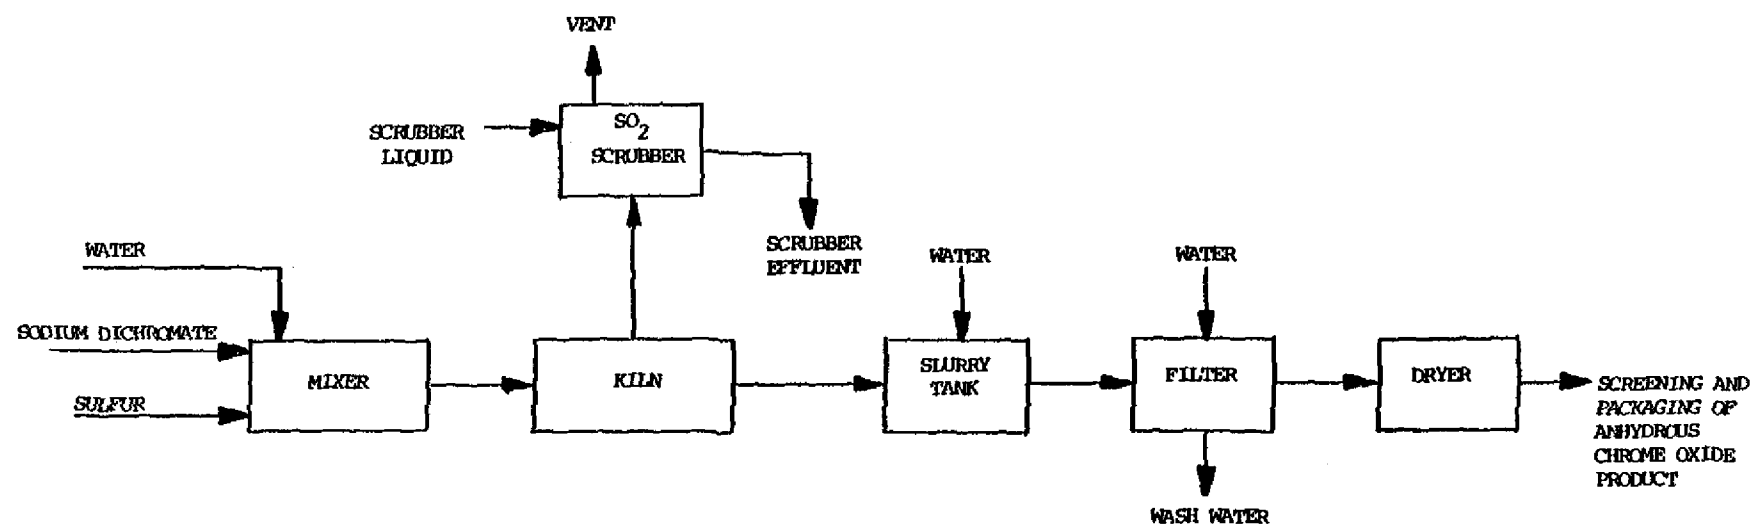 VENT
SCRUBBER
LIQUID
SO2
SCRUBBER
SCRUBBER
EFFLUENT
WATER
WATER
WATER
SODIUM DICHROMATE
SULFUR
MIXER
KILN
SLURRY
TANK
FILTER
DRYER
SCREENING AND
PACKAGING OF
ANHYDROUS
CHROME OXIDE
PRODUCT
WASH WATER